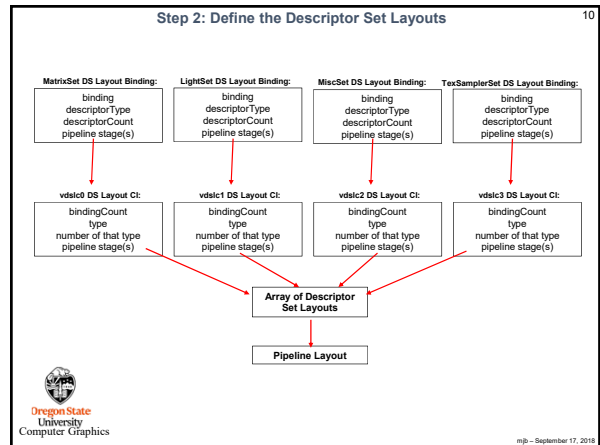 Step 2: Define the Descriptor Set Layouts
10
MatrixSet DS Layout Binding:
binding
descriptorType
descriptorCount
pipeline stage(s)
LightSet DS Layout Binding:
binding
descriptorType
descriptorCount
pipeline stage(s)
MiscSet DS Layout Binding:
binding
descriptorType
descriptorCount
pipeline stage(s)
TexSamplerSet DS Layout Binding:
binding
descriptorType
descriptorCount
pipeline stage(s)
vdslc0 DS Layout CI:
bindingCount
type
number of that type
pipeline stage(s)
vdslc1 DS Layout CI:
bindingCount
type
number of that type
pipeline stage(s)
vdslc2 DS Layout CI:
bindingCount
type
number of that type
pipeline stage(s)
vdslc3 DS Layout CI:
bindingCount
type
number of that type
pipeline stage(s)
Array of Descriptor
Set Layouts
Pipeline Layout
Oregon State
University
Computer Graphics
mjb – September 17, 2018